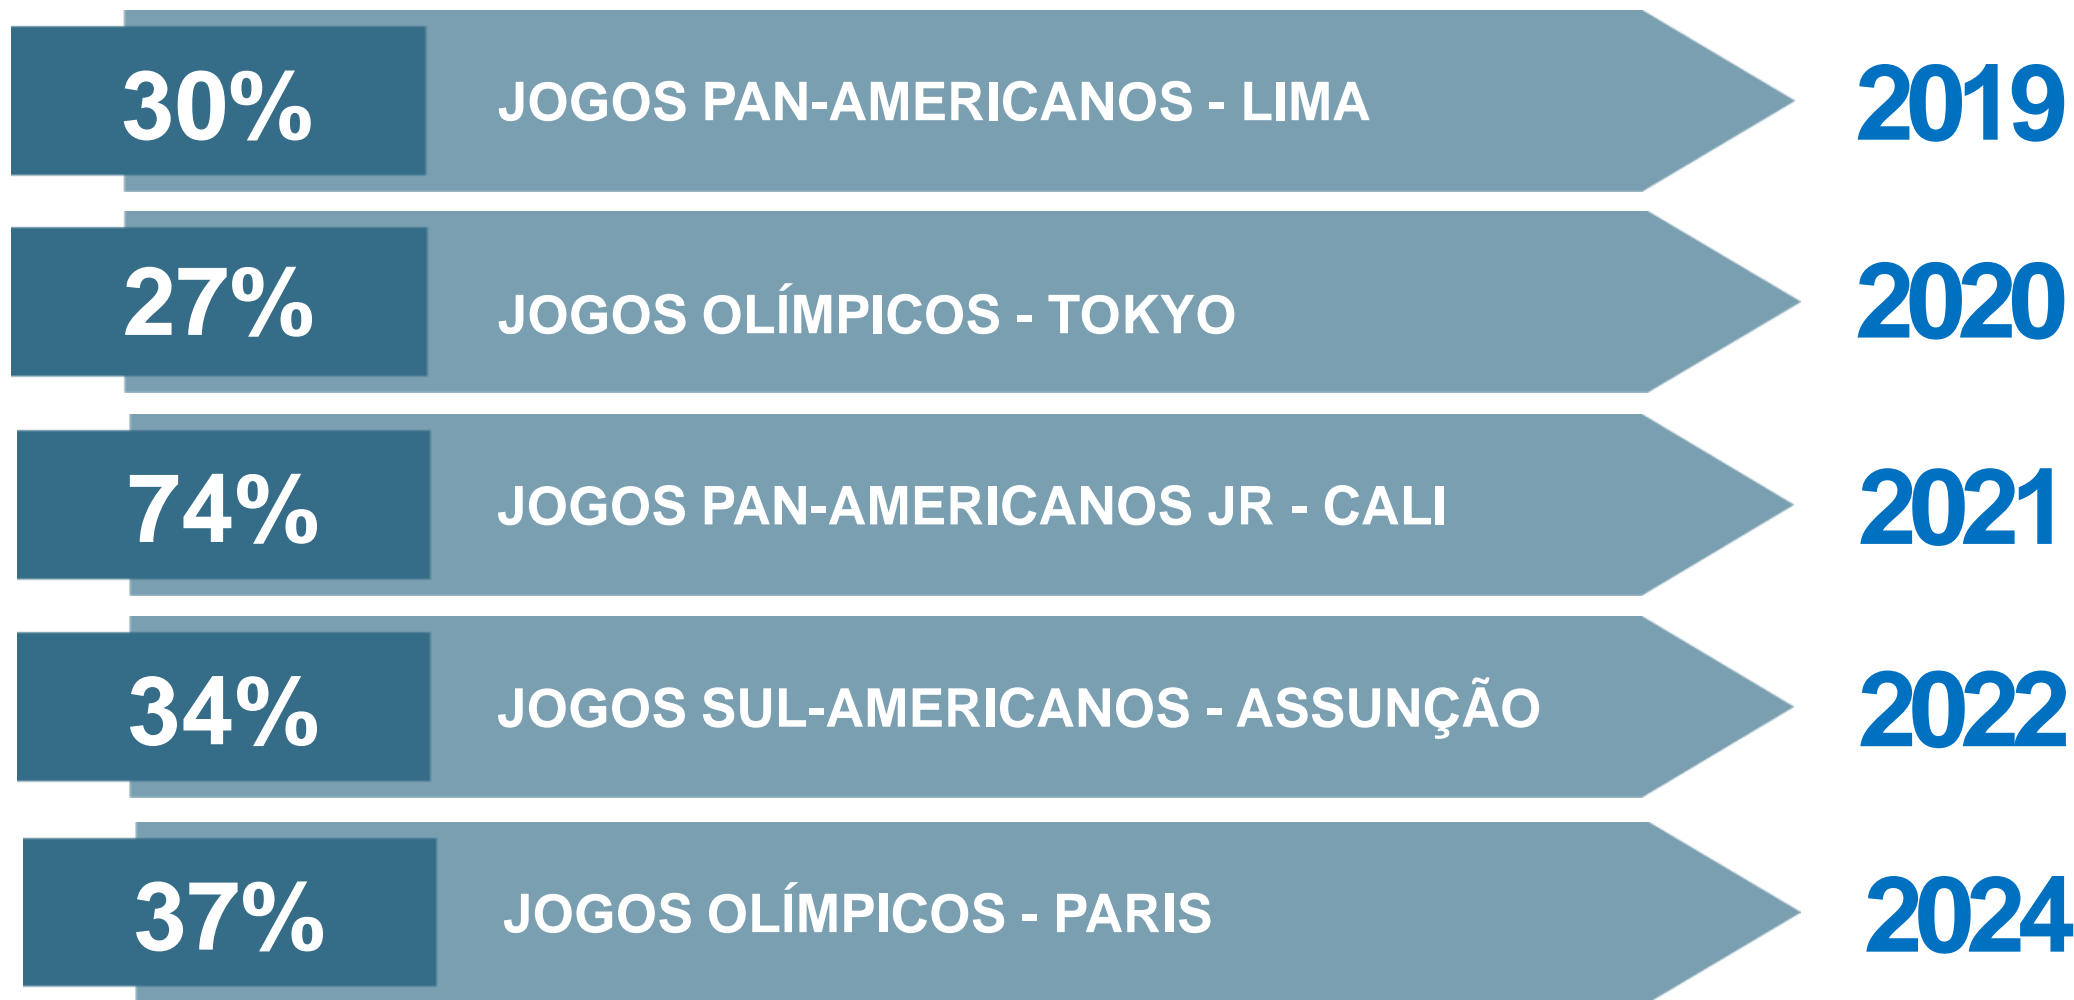 30% JOGOS PAN-AMERICANOS - LIMA 2019
27% JOGOS OLÍMPICOS - TOKYO 2020
74% JOGOS PAN-AMERICANOS JR - CALI 2021
34% JOGOS SUL-AMERICANOS - ASSUNÇÃO 2022
37% JOGOS OLÍMPICOS - PARIS 2024